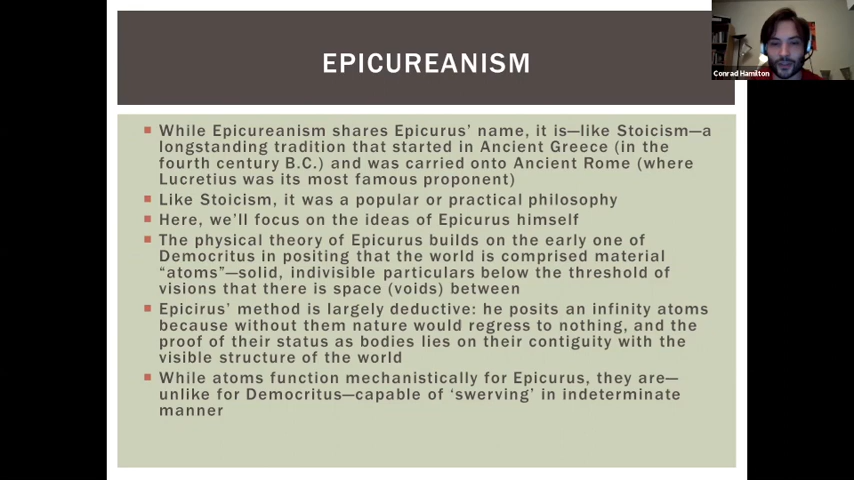 EPICUREANISM
Conrad Hamilton
▪ While Epicureanism shares Epicurus' name, it is—like Stoicism—a
longstanding tradition that started in Ancient Greece (in the
fourth century B.C.) and was carried onto Ancient Rome (where
Lucretius was its most famous proponent)
▪ Like Stoicism, it was a popular or practical philosophy
▪ Here, we'll focus on the ideas of Epicurus himself
▪ The physical theory of Epicurus builds on the early one of
Democritus in positing that the world is comprised material
"atoms"—solid, indivisible particulars below the threshold of
visions that there is space (voids) between
▪ Epicirus' method is largely deductive: he posits an infinity atoms
because without them nature would regress to nothing, and the
proof of their status as bodies lies on their contiguity with the
visible structure of the world
▪ While atoms function mechanistically for Epicurus, they are—
unlike for Democritus—capable of 'swerving' in indeterminate
manner